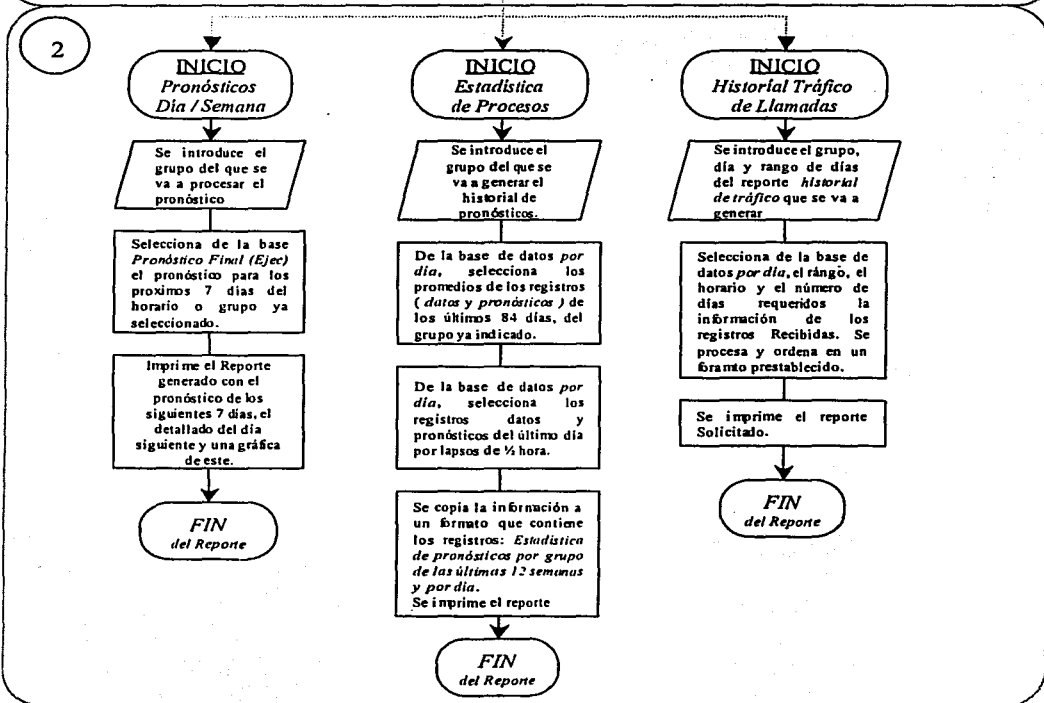 2
INICIO
Pronósticos
Día / Semana
Se introduce el
grupo del que se
va a procesar el
pronóstico
Selecciona de la base
Pronóstico Final (Ejec)
el pronóstico para los
proximos 7 días del
horario o grupo ya
seleccionado.
Imprime el Reporte
generado con el
pronóstico de los
siguientes 7 días, el
detallado del día
siguiente y una gráfica
de este.
FIN
del Reporte
INICIO
Estadística
de Procesos
Se introduce el
grupo del que se
va a generar el
historial de
pronósticos.
De la base de datos por
día, selecciona los
promedios de los registros
( datos y pronósticos ) de
los últimos 84 días, del
grupo ya indicado.
De la base de datos por
día, selecciona los
registros datos y
pronósticos del último día
por lapsos de ½ hora.
Se copia la información a
un formato que contiene
los registros: Estadística
de pronósticos por grupo
de las últimas 12 semanas
y por día.
Se imprime el reporte
FIN
del Reporte
INICIO
Historíal Tráfico
de Llamadas
Se introduce el grupo,
día y rango de días
del reporte historial
de tráfico que se va a
generar
Selecciona de la base de
datos por día, el rángo, el
horario y el número de
días requeridos la
información de los
registros Recibidas. Se
procesa y ordena en un
foramto prestablecido.
Se imprime el reporte
Solicitado.
FIN
del Reporte